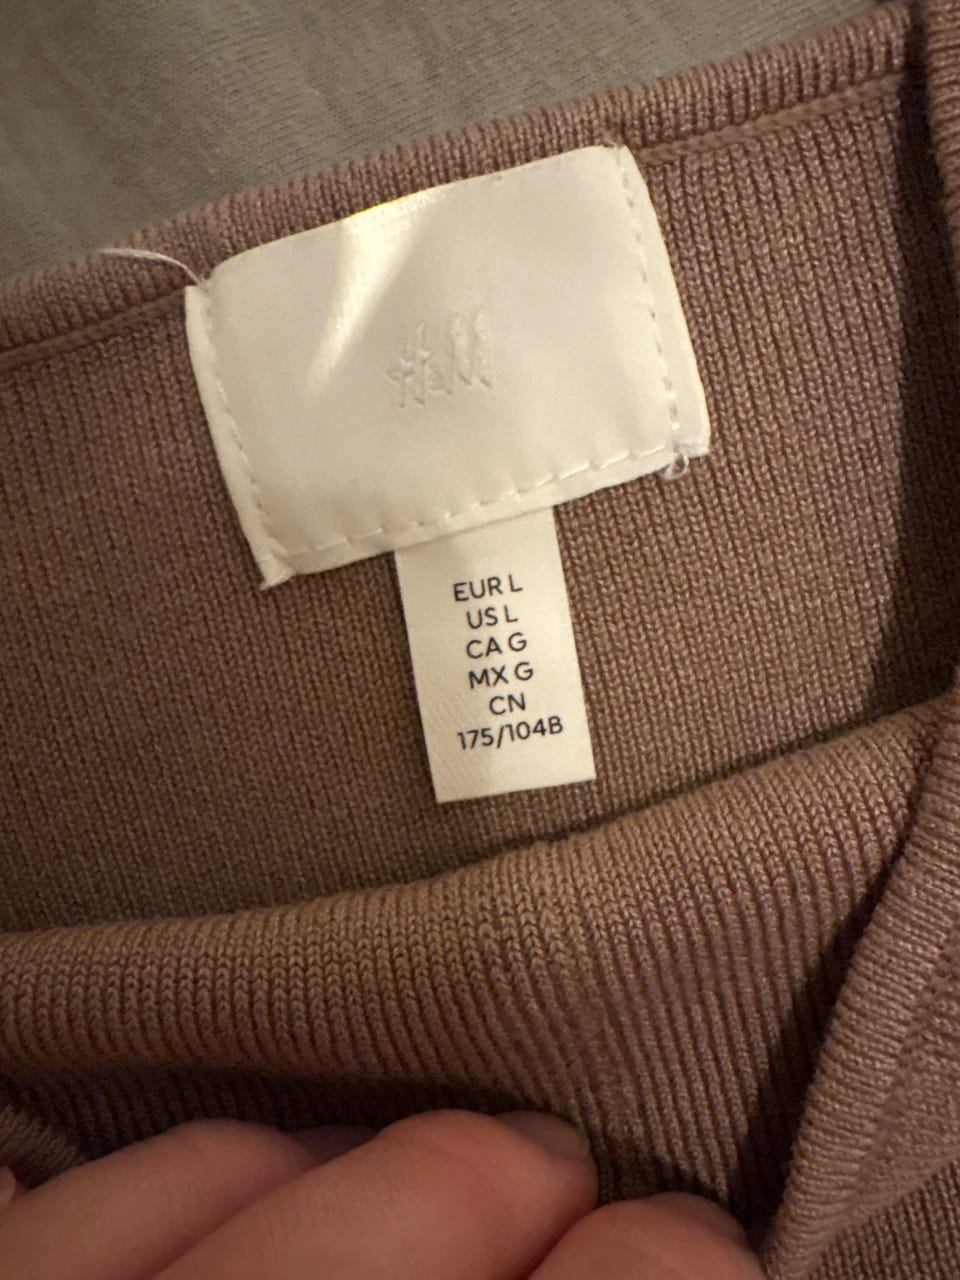 H&M
EUR L
US L
CA G
MX G
CN
175/104B